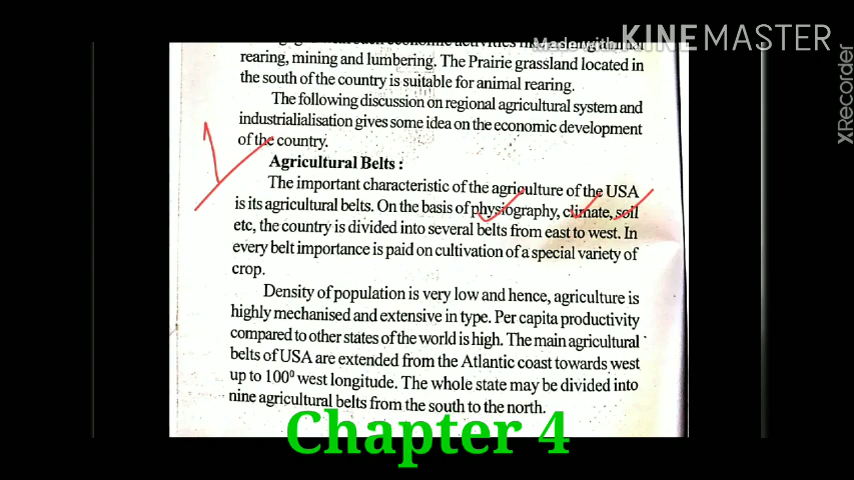 Made with KINEMASTER
XRecorder
rearing, mining and lumbering. The Prairie grassland located in
the south of the country is suitable for animal rearing.
The following discussion on regional agricultural system and
industrialialisation gives some idea on the economic development
of the country.
Agricultural Belts :
The important characteristic of the agriculture of the USA
is its agricultural belts. On the basis of physiography, climate, soil
etc, the country is divided into several belts from east to west. In
every belt importance is paid on cultivation of a special variety of
crop.
Density of population is very low and hence, agriculture is
highly mechanised and extensive in type. Per capita productivity
compared to other states of the world is high. The main agricultural
belts of USA are extended from the Atlantic coast towards west
up to 100⁰ west longitude. The whole state may be divided into
nine agricultural belts from the south to the north.
Chapter 4